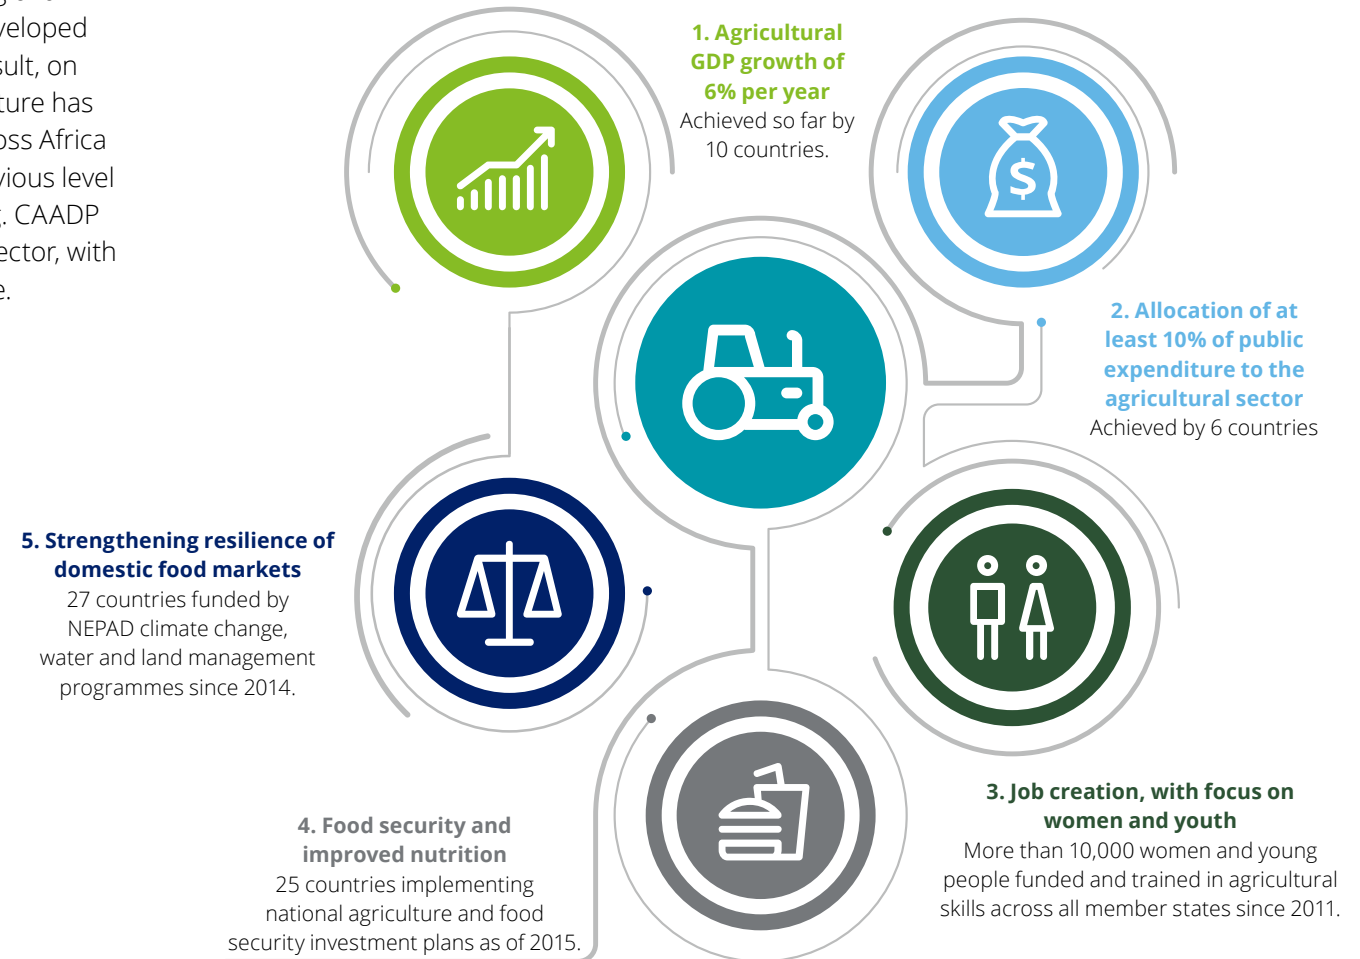 veloped
sult, on
ture has
oss Africa
vious level
CAADP
ector, with
e.
1. Agricultural
GDP growth of
6% per year
Achieved so far by
10 countries.
$
2. Allocation of at
least 10% of public
expenditure to the
agricultural sector
Achieved by 6 countries
5. Strengthening resilience of
domestic food markets
27 countries funded by
NEPAD climate change,
water and land management
programmes since 2014.
3. Job creation, with focus on
women and youth
More than 10,000 women and young
people funded and trained in agricultural
skills across all member states since 2011.
4. Food security and
improved nutrition
25 countries implementing
national agriculture and food
security investment plans as of 2015.